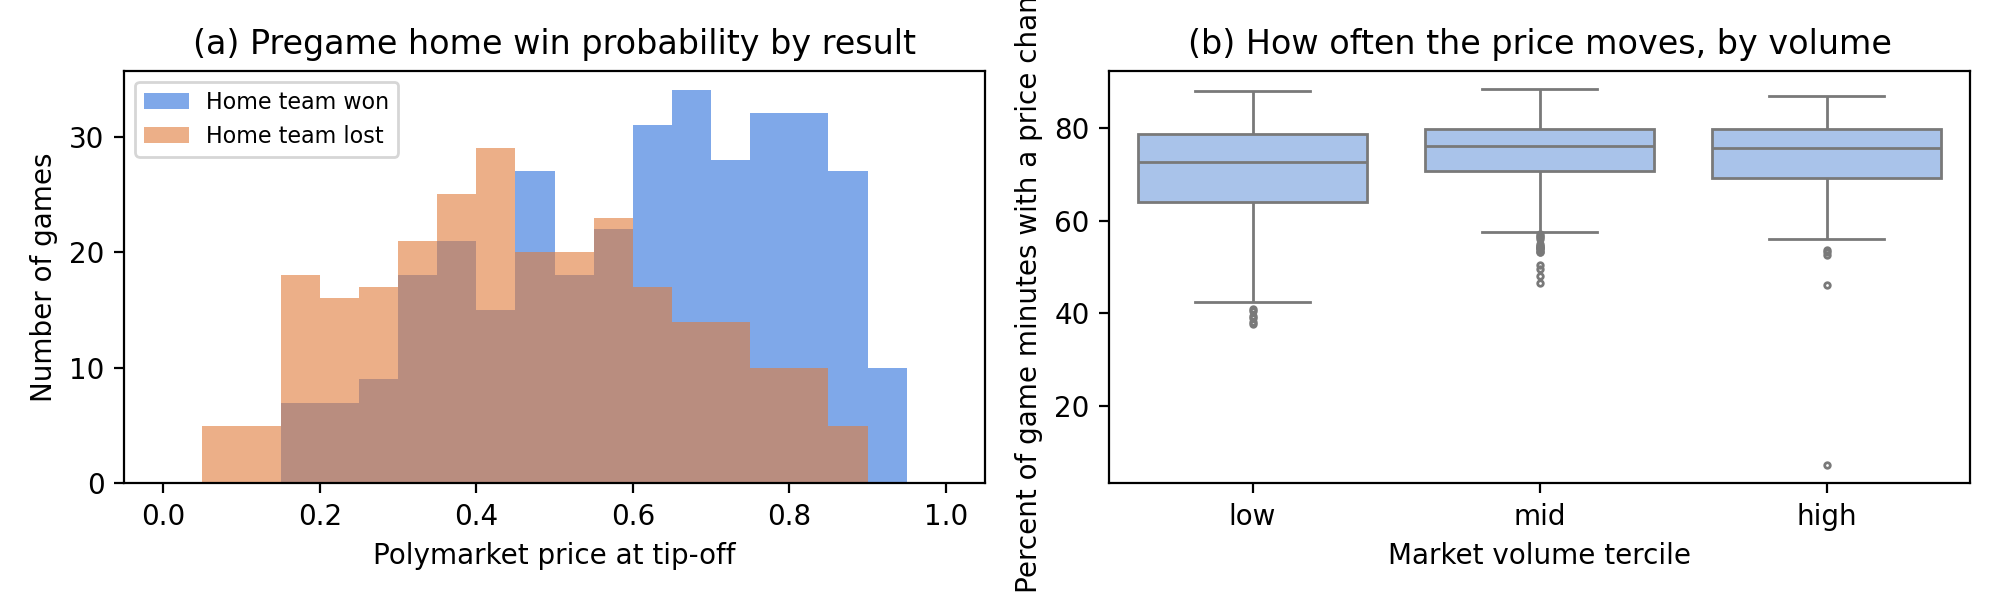 (a) Pregame home win probability by result
Home team won
Home team lost
Number of games
30
20
10
0
0.0 0.2 0.4 0.6 0.8 1.0
Polymarket price at tip-off
(b) How often the price moves, by volume
Percent of game minutes with a price chan
80
60
40
20
low mid high
Market volume tercile